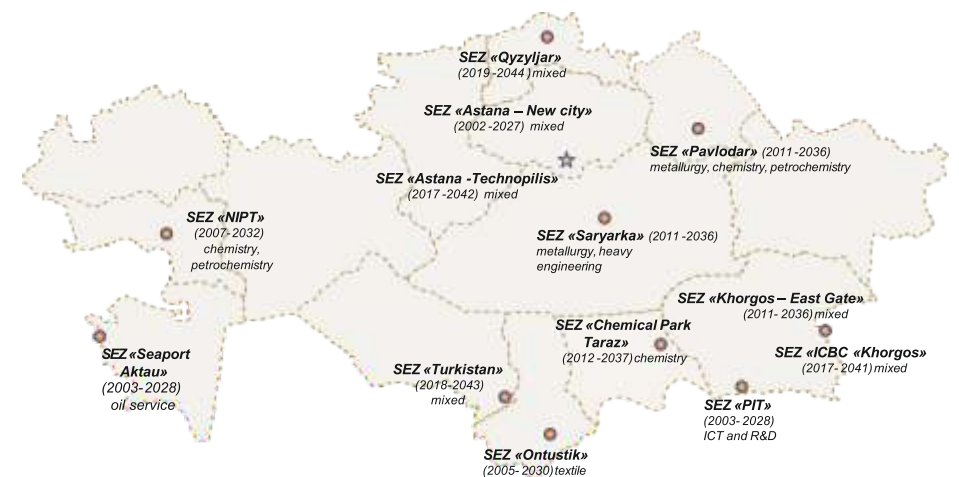 SEZ «Qyzyljar»
(2019-2044) mixed
SEZ «Astana – New city»
(2002-2027) mixed
SEZ «Pavlodar» (2011-2036)
metallurgy, chemistry, petrochemistry
SEZ «Astana -Technopilis»
(2017-2042) mixed
SEZ «NIPT»
(2007-2032)
chemistry,
petrochemistry
SEZ «Saryarka» (2011-2036)
metallurgy, heavy
engineering
SEZ «Khorgos – East Gate»
(2011- 2036) mixed
SEZ «Chemical Park
Taraz»
(2012-2037) chemistry
SEZ «ICBC «Khorgos»
(2017- 2041) mixed
SEZ «Seaport
Aktau»
(2003-2028)
oil service
SEZ «Turkistan»
(2018-2043)
mixed
SEZ «PIT»
(2003-2028)
ICT and R&D
SEZ «Ontustik»
(2005- 2030) textile